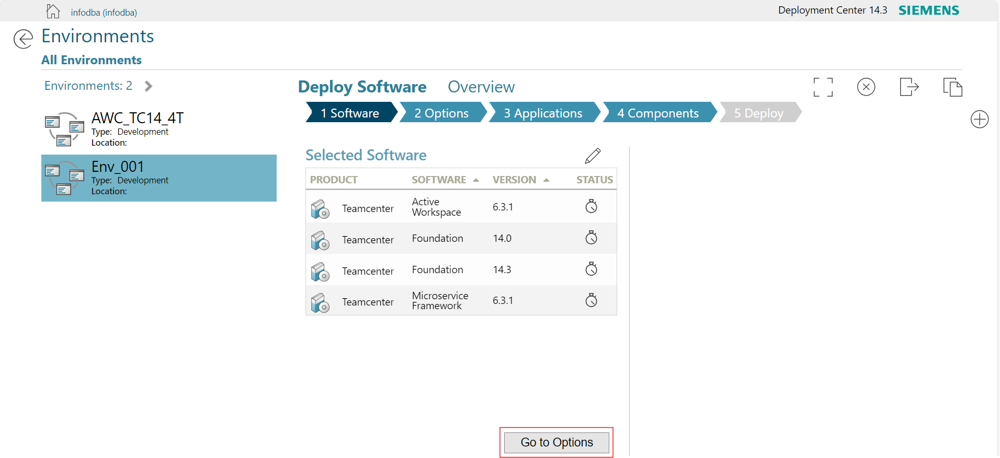 infodba (infodba)
Deployment Center 14.3 SIEMENS
Environments
All Environments
Environments: 2
AWC_TC14_4T
Type: Development
Location:
Env_001
Type: Development
Location:
Deploy Software Overview
1 Software 2 Options 3 Applications 4 Components 5 Deploy
Selected Software
PRODUCT SOFTWARE VERSION STATUS
Teamcenter Active Workspace 6.3.1
Teamcenter Foundation 14.0
Teamcenter Foundation 14.3
Teamcenter Microservice Framework 6.3.1
Go to Options